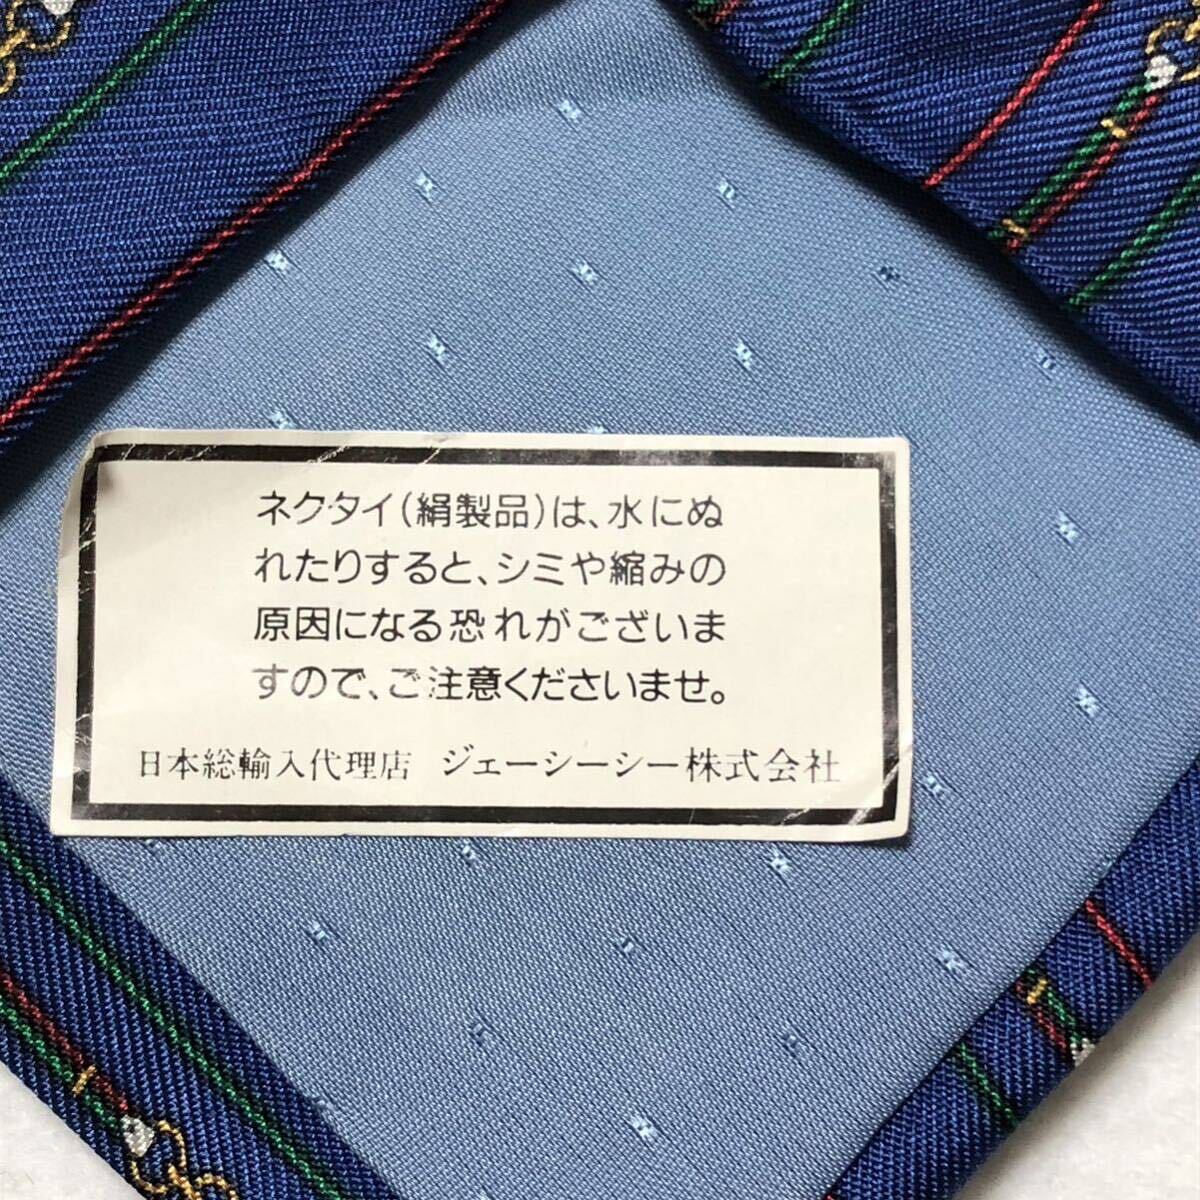 ネクタイ(絹製品)は、水にぬ
れたりすると、シミや縮みの
原因になる恐れがございま
すので、ご注意くださいませ。
日本総輸入代理店 ジェーシーシー株式会社